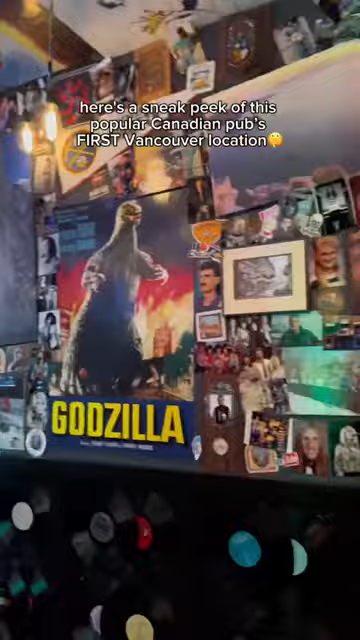 here's a sneak peek of this
popular Canadian pub's
FIRST Vancouver location🤫
GODZILLA